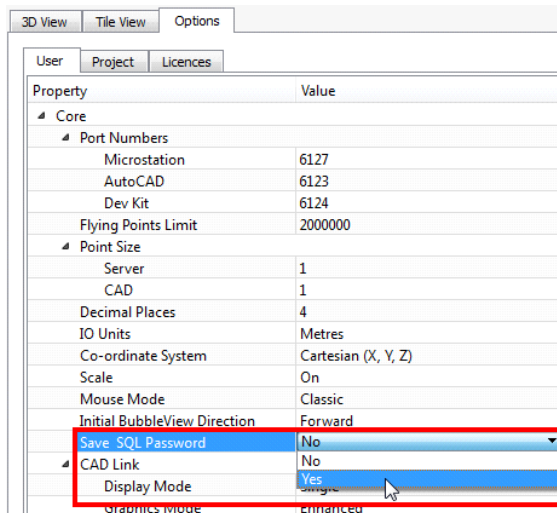 3D View Tile View Options
User Project Licences
Property Value
Core
Port Numbers
Microstation 6127
AutoCAD 6123
Dev Kit 6124
Flying Points Limit 2000000
Point Size
Server 1
CAD 1
Decimal Places 4
IO Units Metres
Co-ordinate System Cartesian (X, Y, Z)
Scale On
Mouse Mode Classic
Initial BubbleView Direction Forward
Save SQL Password No
CAD Link No
Yes
Display Mode Single
Graphics Mode Enhanced